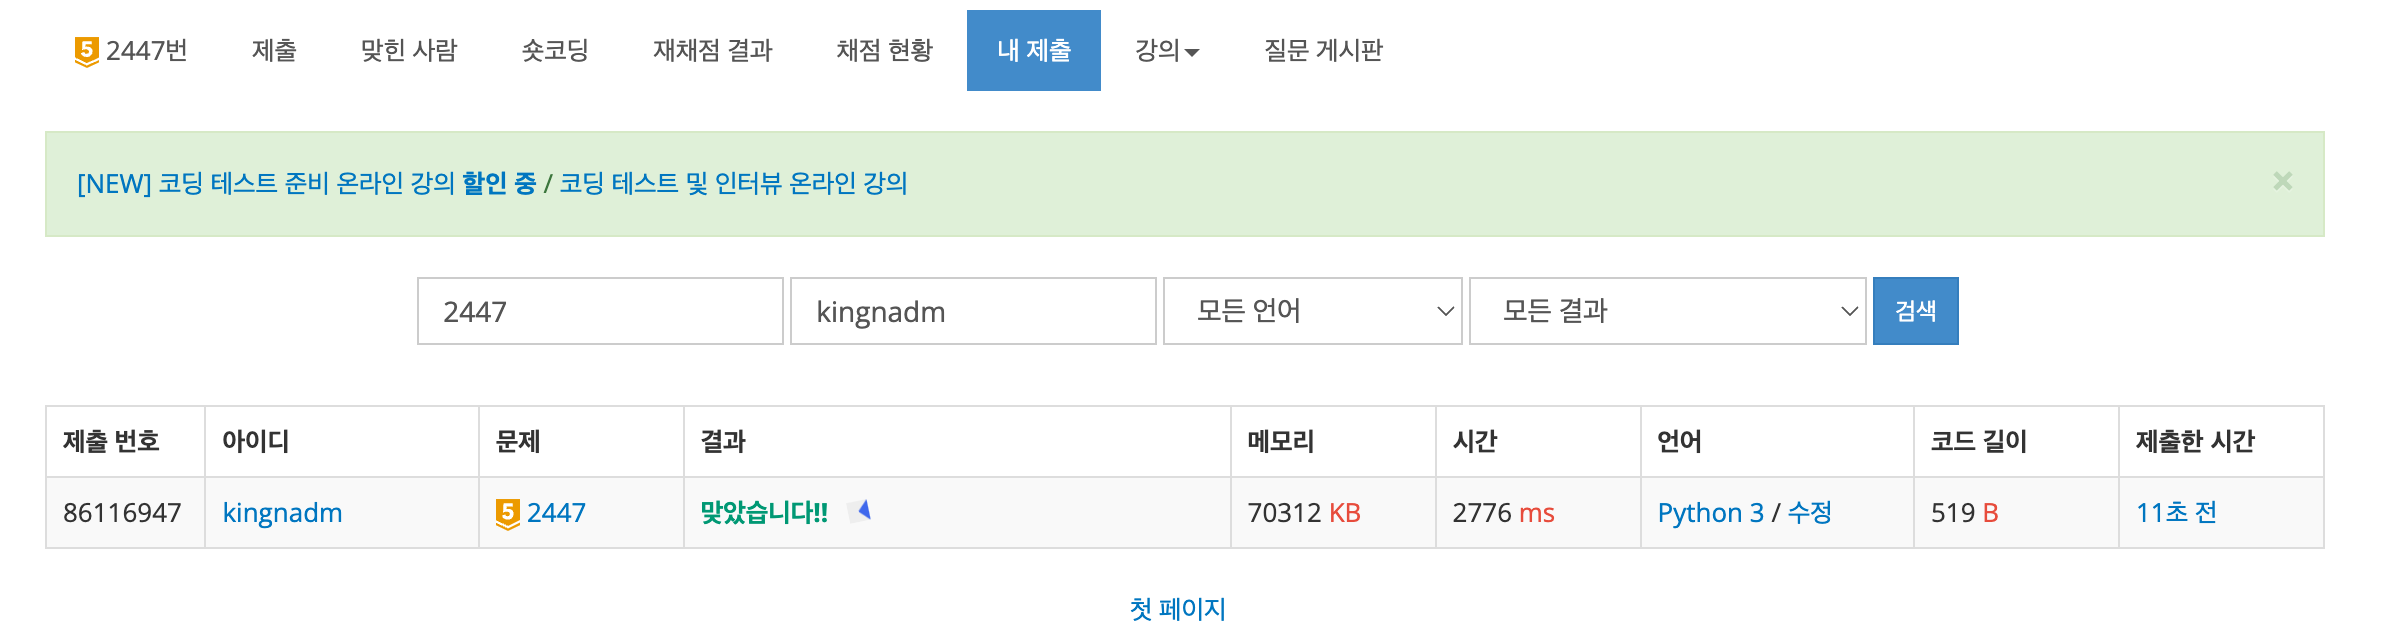 5 2447번 제출 맞힌 사람 숏코딩 재채점 결과 채점 현황 내 제출 강의 질문 게시판
[NEW] 코딩 테스트 준비 온라인 강의 할인 중 / 코딩 테스트 및 인터뷰 온라인 강의 ×
2447 kingnadm 모든 언어 모든 결과 검색
제출 번호 아이디 문제 결과 메모리 시간 언어 코드 길이 제출한 시간
86116947 kingnadm 5 2447 맞았습니다!! 70312 KB 2776 ms Python 3 / 수정 519 B 11초 전
첫 페이지